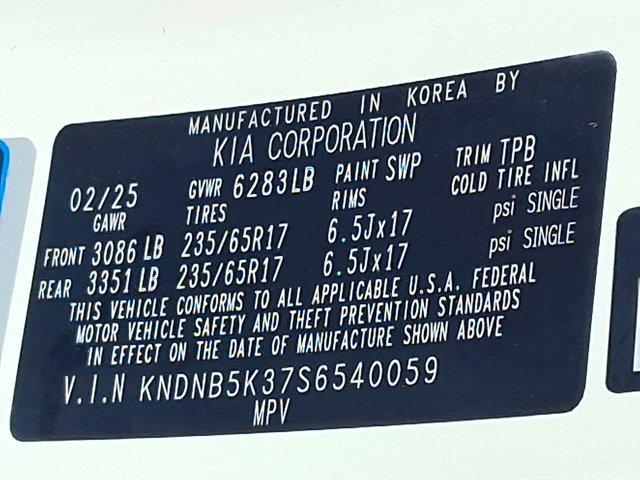 MANUFACTURED IN KOREA BY
KIA CORPORATION
02/25 GVWR 6283LB PAINT SWP TRIM TPB
GAWR TIRES RIMS COLD TIRE INFL
FRONT 3086 LB 235/65R17 6.5Jx17 psi SINGLE
REAR 3351 LB 235/65R17 6.5Jx17 psi SINGLE
THIS VEHICLE CONFORMS TO ALL APPLICABLE U.S.A. FEDERAL
MOTOR VEHICLE SAFETY AND THEFT PREVENTION STANDARDS
IN EFFECT ON THE DATE OF MANUFACTURE SHOWN ABOVE
V.I.N KNDNB5K37S6540059
MPV